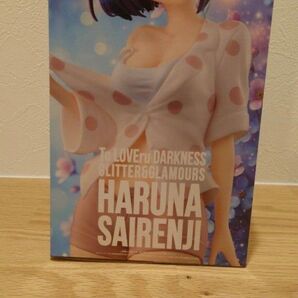 To LOVEru DARKNESS
GLITTER&GLAMOURS
HARUNA
SAIRENJI